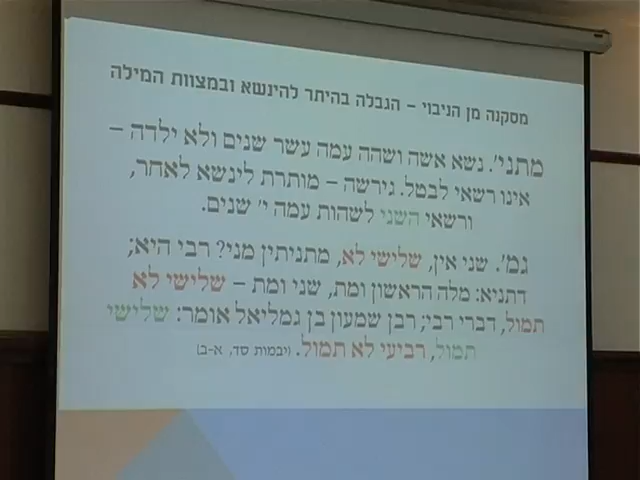 מסקנה מן הניבוי – הגבלה בהיתר להינשא ובמצוות המילה
מתני׳. נשא אשה ושהה עמה עשר שנים ולא ילדה –
אינו רשאי לבטל. גירשה – מותרת לינשא לאחר,
ורשאי השני לשהות עמה י׳ שנים.
גמ׳. שני אין, שלישי לא, מתניתין מני? רבי היא;
דתניא: מלה הראשון ומת, שני ומת – שלישי לא
תמול, דברי רבי; רבן שמעון בן גמליאל אומר: שלישי
תמול, רביעי לא תמול. (יבמות סד, א-ב)